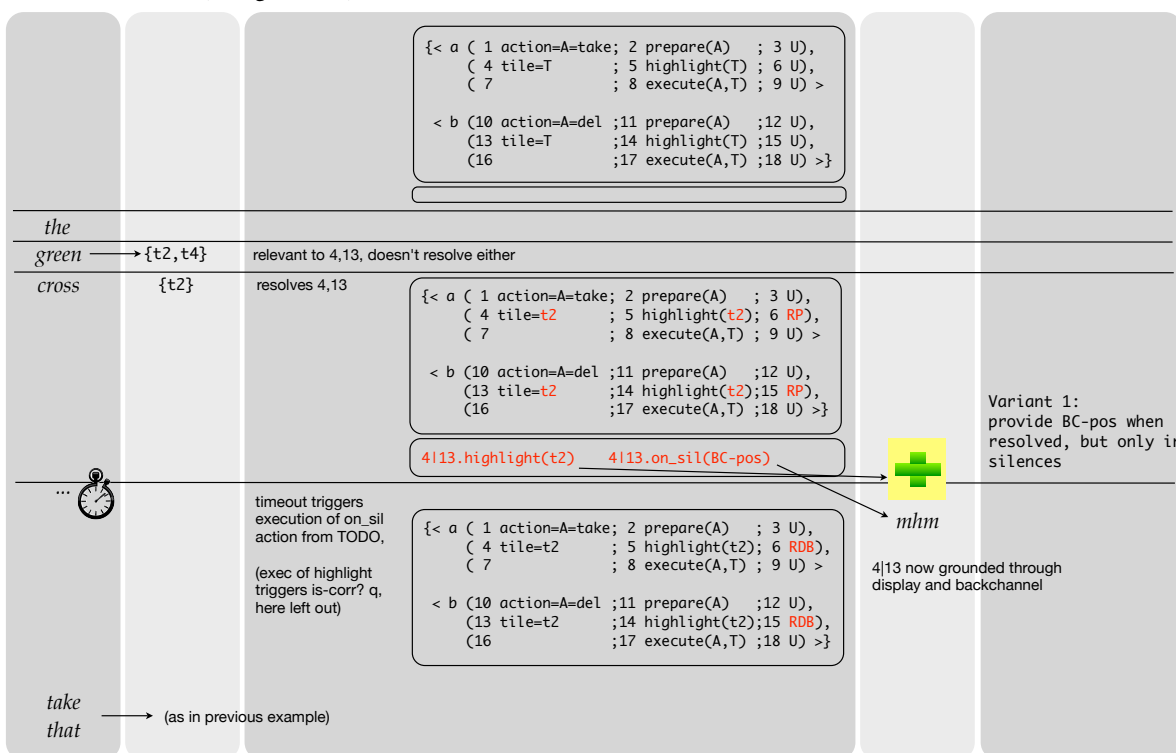 {< a ( 1 action=A=take; 2 prepare(A) ; 3 U),
( 4 tile=T ; 5 highlight(T) ; 6 U),
( 7 ; 8 execute(A,T) ; 9 U) >
< b (10 action=A=del ;11 prepare(A) ;12 U),
(13 tile=T ;14 highlight(T) ;15 U),
(16 ;17 execute(A,T) ;18 U) >}
the
green {t2,t4} relevant to 4,13, doesn't resolve either
cross {t2} resolves 4,13
{< a ( 1 action=A=take; 2 prepare(A) ; 3 U),
( 4 tile=t2 ; 5 highlight(t2); 6 RP),
( 7 ; 8 execute(A,T) ; 9 U) >
< b (10 action=A=del ;11 prepare(A) ;12 U),
(13 tile=t2 ;14 highlight(t2);15 RP),
(16 ;17 execute(A,T) ;18 U) >}
4|13.highlight(t2) 4|13.on_sil(BC-pos)
Variant 1:
provide BC-pos when
resolved, but only in
silences
...
timeout triggers
execution of on_sil
action from TODO,
(exec of highlight
triggers is-corr? q,
here left out)
{< a ( 1 action=A=take; 2 prepare(A) ; 3 U),
( 4 tile=t2 ; 5 highlight(t2); 6 RDB),
( 7 ; 8 execute(A,T) ; 9 U) >
< b (10 action=A=del ;11 prepare(A) ;12 U),
(13 tile=t2 ;14 highlight(t2);15 RDB),
(16 ;17 execute(A,T) ;18 U) >}
mhm
4|13 now grounded through
display and backchannel
take
that
(as in previous example)